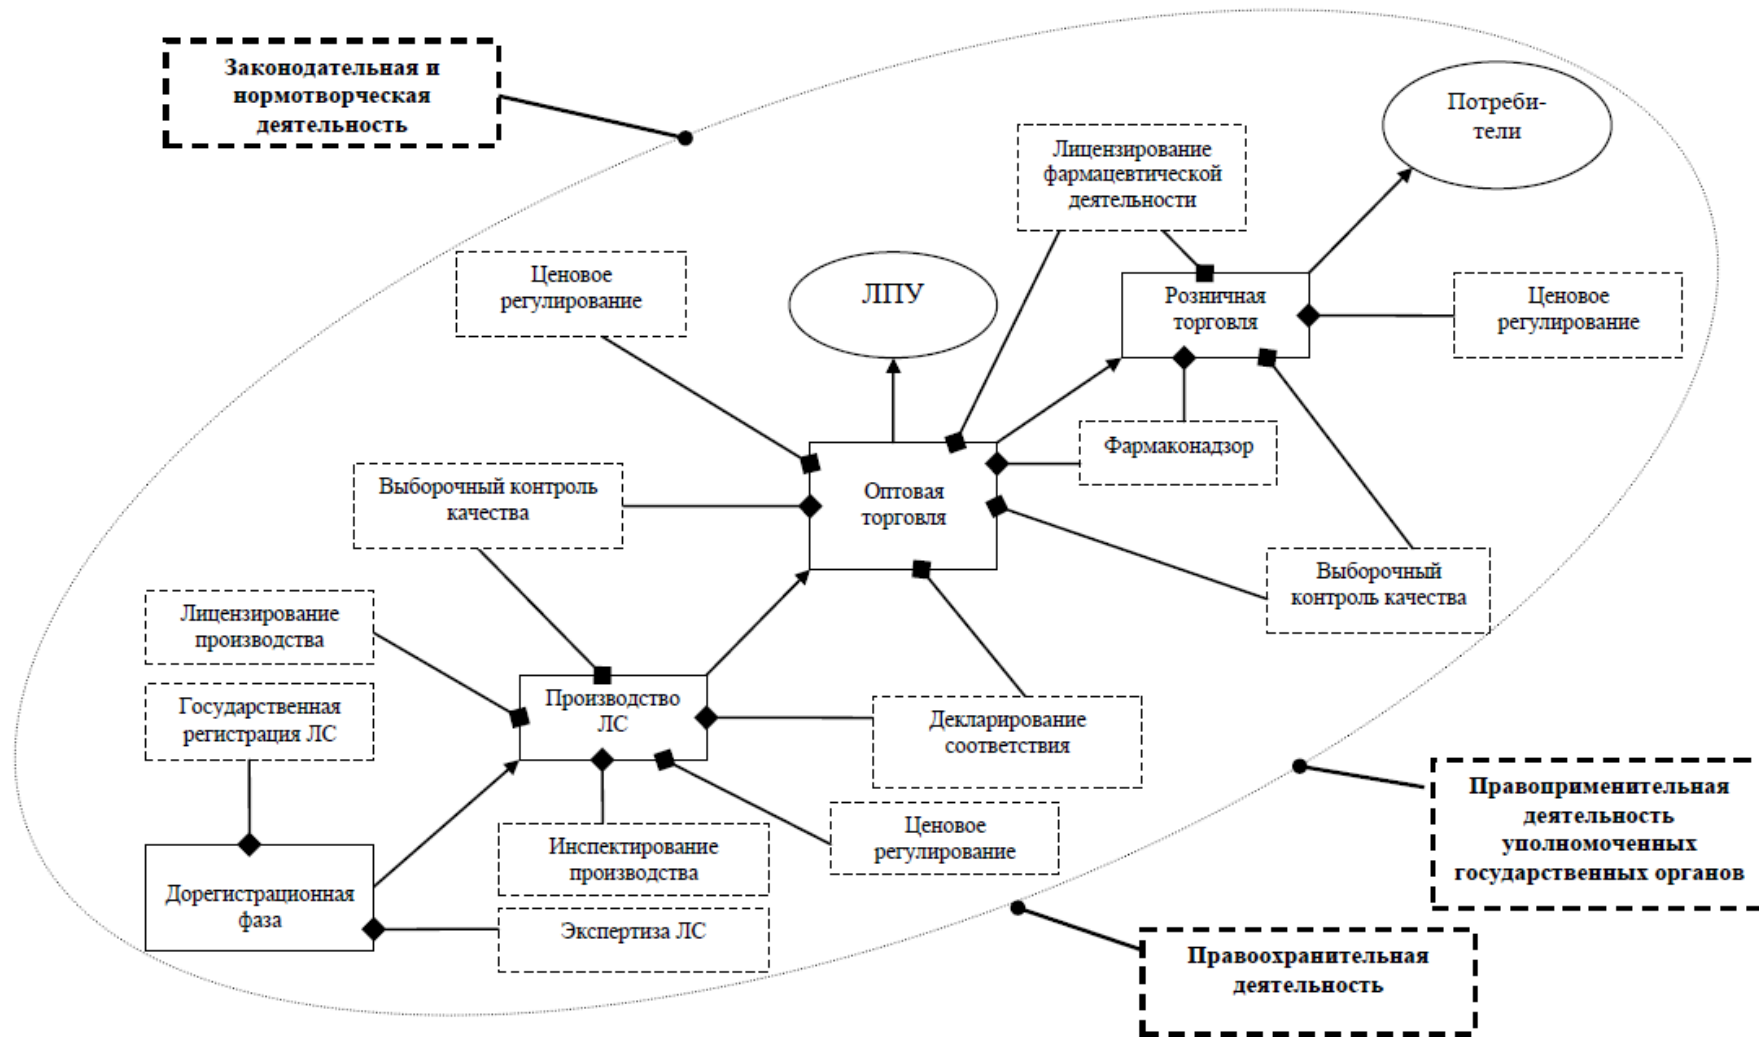 Законодательная и
нормотворческая
деятельность
Потреби-
тели
Лицензирование
фармацевтической
деятельности
Ценовое
регулирование
ЛПУ
Розничная
торговля
Ценовое
регулирование
Фармаконадзор
Выборочный контроль
качества
Оптовая
торговля
Выборочный
контроль качества
Лицензирование
производства
Государственная
регистрация ЛС
Производство
ЛС
Декларирование
соответствия
Правоприменительная
деятельность
уполномоченных
государственных органов
Инспектирование
производства
Ценовое
регулирование
Дорегистрационная
фаза
Экспертиза ЛС
Правоохранительная
деятельность